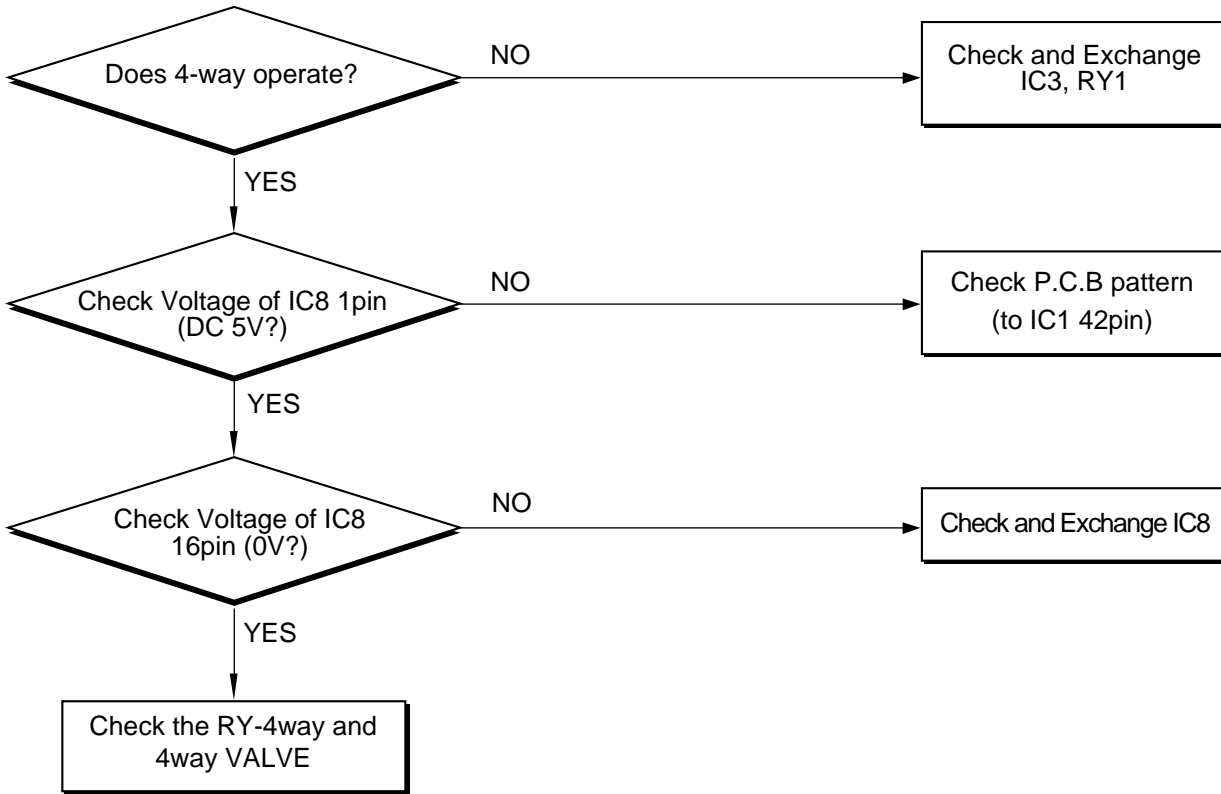 Does 4-way operate?
NO
Check and Exchange
IC3, RY1
YES
Check Voltage of IC8 1pin
(DC 5V?)
NO
Check P.C.B pattern
(to IC1 42pin)
YES
Check Voltage of IC8
16pin (0V?)
NO
Check and Exchange IC8
YES
Check the RY-4way and
4way VALVE